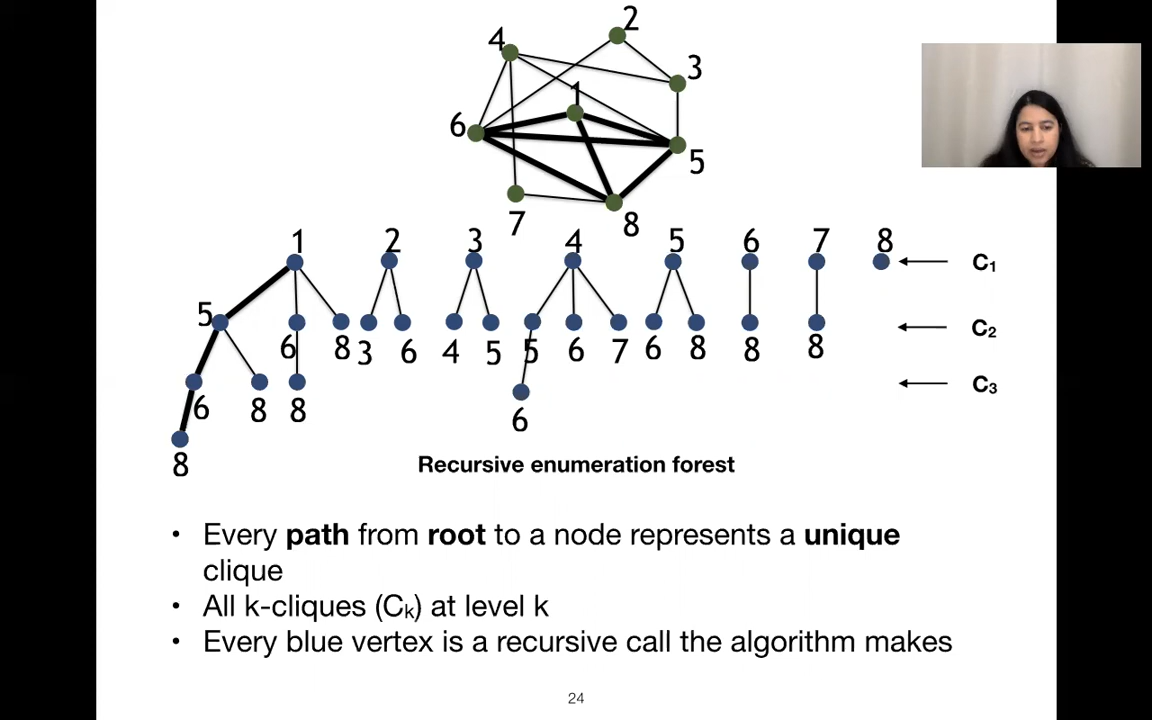 2
4
3
1
6
5
7
8
1 2 3 4 5 6 7 8 C₁
5
6 8 3 6 4 5 5 6 7 6 8 8 8 C₂
6 8 8 C₃
6
8
Recursive enumeration forest
• Every path from root to a node represents a unique
clique
• All k-cliques (Cₖ) at level k
• Every blue vertex is a recursive call the algorithm makes
24